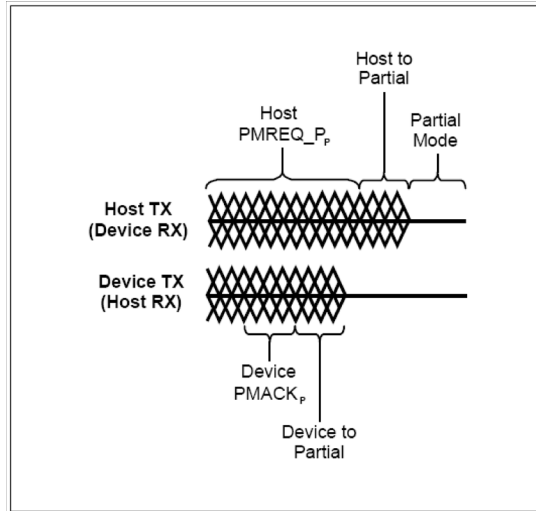 Host to
Partial
Host
PMREQ_PP
Partial
Mode
Host TX
(Device RX)
Device TX
(Host RX)
Device
PMACKP
Device to
Partial